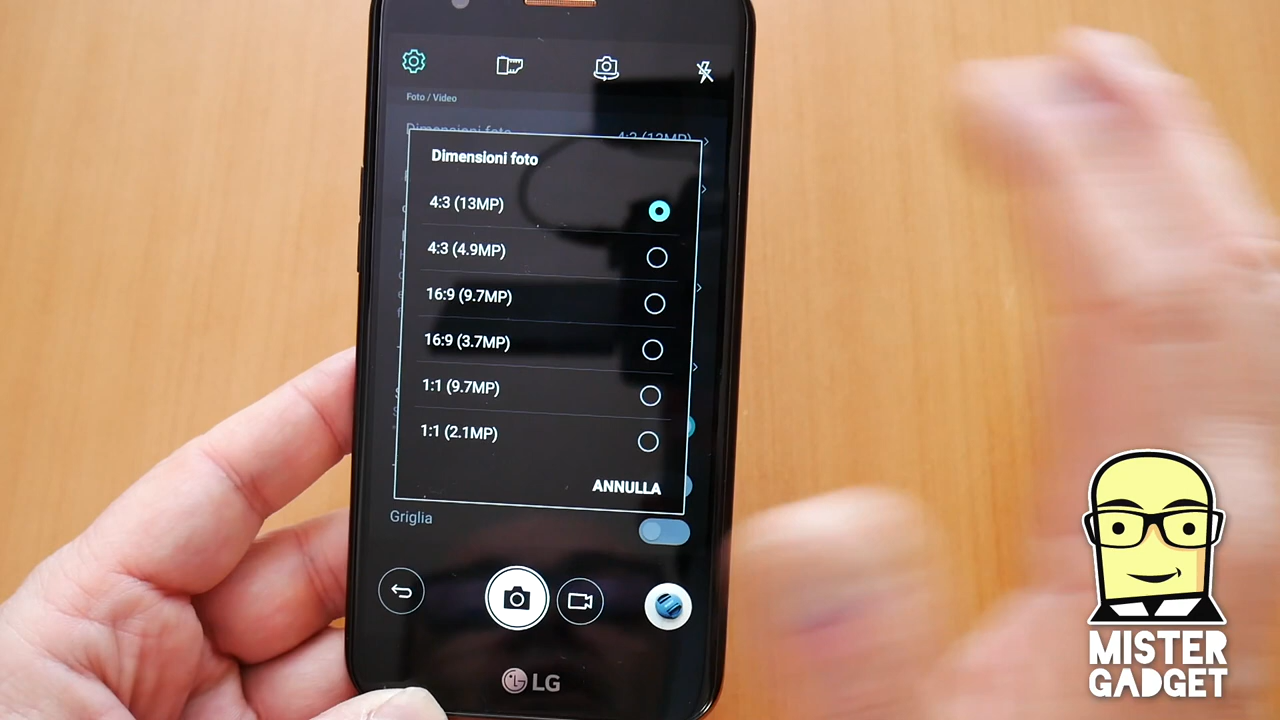 Foto / Video
Dimensioni foto 4:3 (13MP)
Dimensioni foto
4:3 (13MP)
4:3 (4.9MP)
16:9 (9.7MP)
16:9 (3.7MP)
1:1 (9.7MP)
1:1 (2.1MP)
ANNULLA
Griglia
LG
MISTER
GADGET